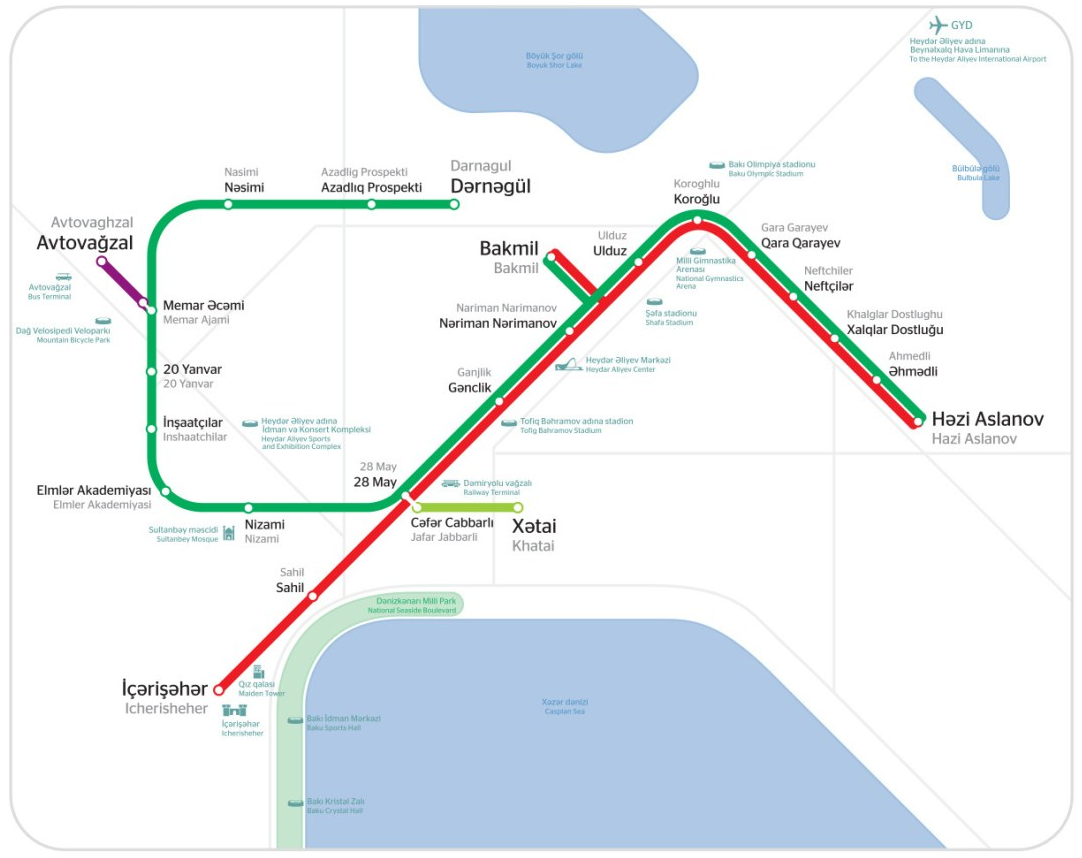 GYD
Heydər Əliyev adına
Beynəlxalq Hava Limanına
To the Heydar Aliyev International Airport
Böyük Şor gölü
Boyuk Shor Lake
Bülbülə gölü
Bulbula Lake
Bakı Olimpiya stadionu
Baku Olympic Stadium
Nasimi
Nəsimi
Azadlig Prospekti
Azadlıq Prospekti
Darnagul
Dərnəgül
Koroghlu
Koroğlu
Avtovaghzal
Avtovağzal
Ulduz
Ulduz
Gara Garayev
Qara Qarayev
Bakmil
Bakmil
Milli Gimnastika
Arenası
National Gymnastics
Arena
Neftchiler
Neftçilər
Avtovağzal
Bus Terminal
Memar Əcəmi
Memar Ajami
Nariman Narimanov
Nəriman Nərimanov
Şəfa stadionu
Shafa Stadium
Khalglar Dostlughu
Xalqlar Dostluğu
Dağ Velosipedi Veloparkı
Mountain Bicycle Park
20 Yanvar
20 Yanvar
Ganjlik
Gənclik
Heydər Əliyev Mərkəzi
Heydar Aliyev Center
Ahmedli
Əhmədli
İnşaatçılar
Inshaatchilar
Heydər Əliyev adına
İdman və Konsert Kompleksi
Heydar Aliyev Sports
and Exhibition Complex
Tofiq Bəhramov adına stadion
Tofig Bahramov Stadium
Həzi Aslanov
Hazi Aslanov
28 May
28 May
Dəmiryolu vağzalı
Railway Terminal
Elmlər Akademiyası
Elmler Akademiyasi
Nizami
Nizami
Cəfər Cabbarlı
Jafar Jabbarli
Xətai
Khatai
Sultanbəy məscidi
Sultanbey Mosque
Sahil
Sahil
Dənizkənarı Milli Park
National Seaside Boulevard
İçərişəhər
Icherisheher
Qız qalası
Maiden Tower
İçərişəhər
Icherisheher
Bakı İdman Mərkəzi
Baku Sports Hall
Xəzər dənizi
Caspian Sea
Bakı Kristal Zalı
Baku Crystal Hall